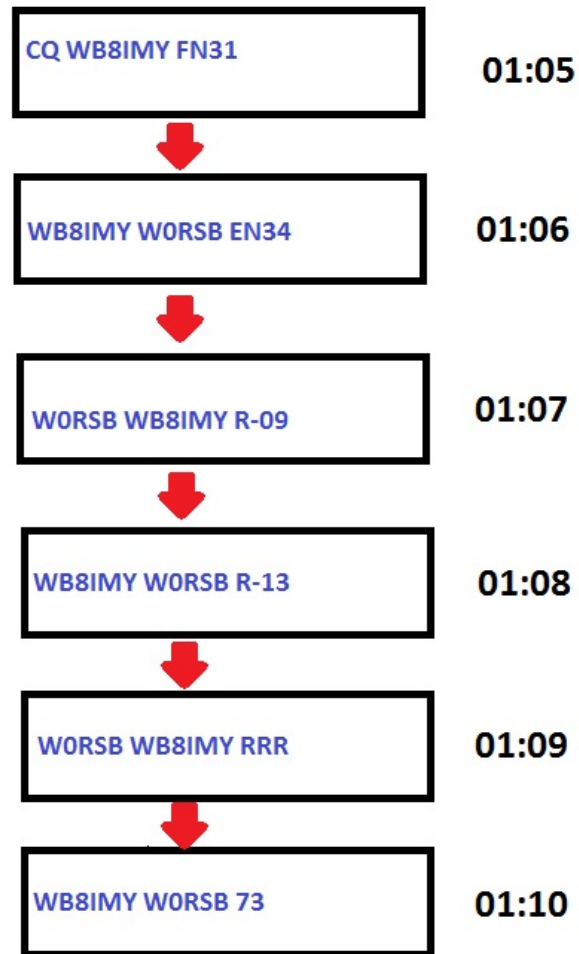 CQ WB8IMY FN31
01:05
WB8IMY W0RSB EN34
01:06
W0RSB WB8IMY R-09
01:07
WB8IMY W0RSB R-13
01:08
W0RSB WB8IMY RRR
01:09
WB8IMY W0RSB 73
01:10